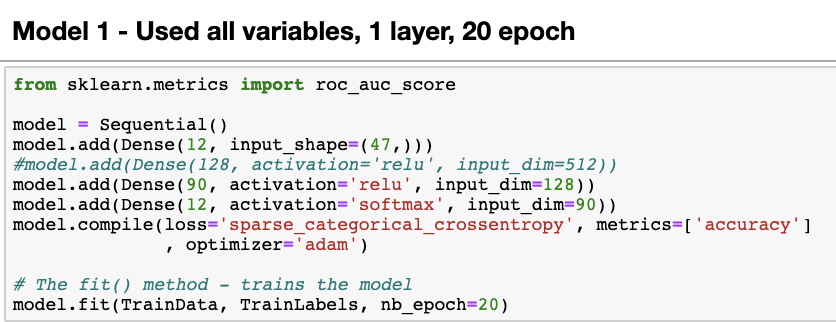 Model 1 - Used all variables, 1 layer, 20 epoch
from sklearn.metrics import roc_auc_score
model = Sequential()
model.add(Dense(12, input_shape=(47,)))
#model.add(Dense(128, activation='relu', input_dim=512))
model.add(Dense(90, activation='relu', input_dim=128))
model.add(Dense(12, activation='softmax', input_dim=90))
model.compile(loss='sparse_categorical_crossentropy', metrics=['accuracy']
, optimizer='adam')
# The fit() method - trains the model
model.fit(TrainData, TrainLabels, nb_epoch=20)